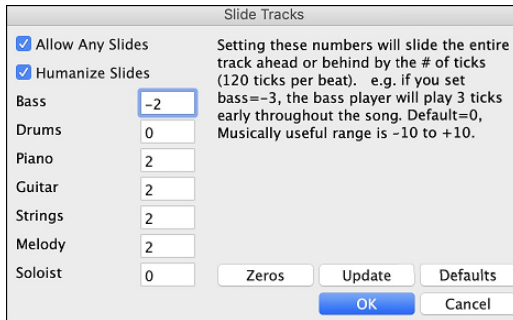 Slide Tracks
Allow Any Slides
Humanize Slides
Setting these numbers will slide the entire
track ahead or behind by the # of ticks
(120 ticks per beat). e.g. if you set
bass=-3, the bass player will play 3 ticks
early throughout the song. Default=0,
Musically useful range is -10 to +10.
Bass -2
Drums 0
Piano 2
Guitar 2
Strings 2
Melody 2
Soloist 0
Zeros Update Defaults
OK Cancel